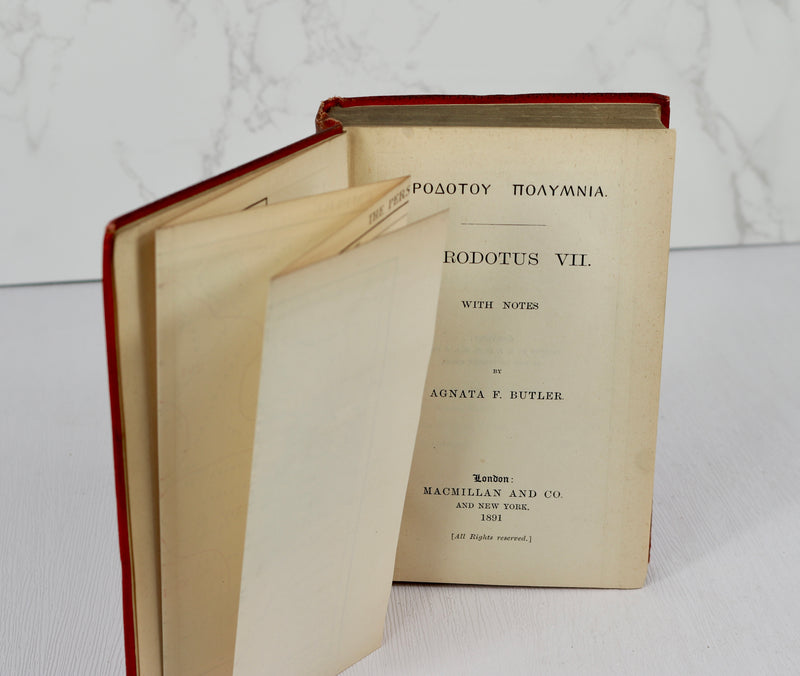 THE PERS
ΡΟΔΟΤΟΥ ΠΟΛΥΜΝΙΑ.
RODOTUS VII.
WITH NOTES
BY
AGNATA F. BUTLER.
London:
MACMILLAN AND CO.
AND NEW YORK.
1891
[All Rights reserved.]